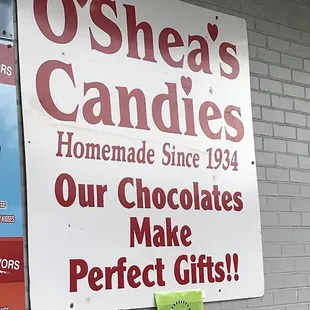 O'Shea's
Candies
Homemade Since 1934
Our Chocolates
Make
Perfect Gifts!!